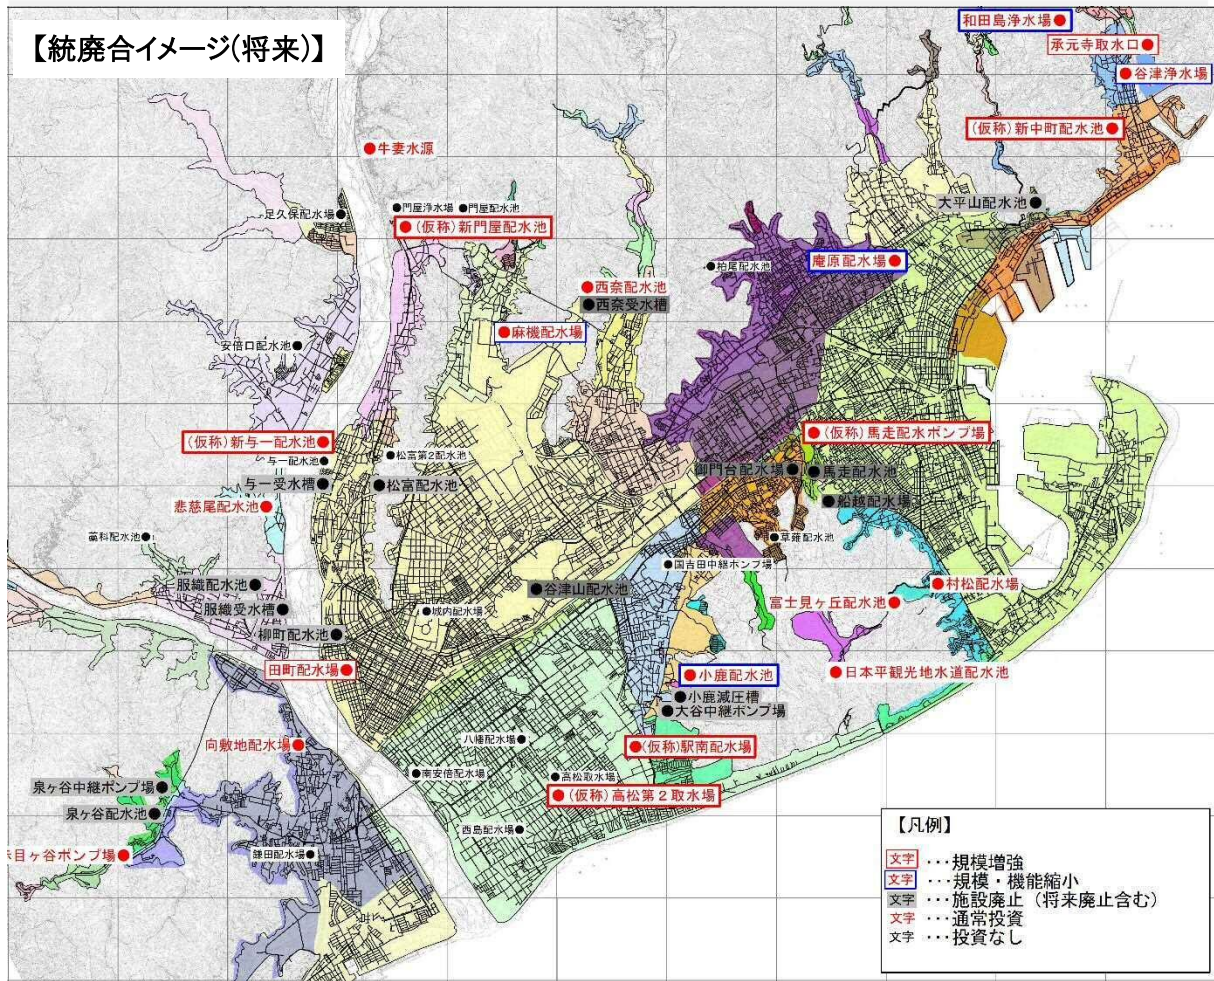 【統廃合イメージ(将来)】
和田島浄水場
承元寺取水口
谷津浄水場
(仮称)新中町配水池
牛妻水源
大平山配水池
足久保配水場
門屋浄水場
門屋配水池
(仮称)新門屋配水池
庵原配水場
柏尾配水池
西奈配水池
西奈受水槽
麻機配水場
安倍口配水池
(仮称)新与一配水池
(仮称)馬走配水ポンプ場
松富第2配水池
与一配水池
御門台配水場
馬走配水池
与一受水槽
松富配水池
船越配水場
悲慈尾配水池
藁科配水池
草薙配水池
国吉田中継ポンプ場
服織配水池
谷津山配水池
村松配水場
服織受水槽
城内配水場
富士見ヶ丘配水池
柳町配水池
田町配水場
小鹿配水池
日本平観光地水道配水池
小鹿減圧槽
大谷中継ポンプ場
向敷地配水場
八幡配水場
(仮称)駅南配水場
南安倍配水場
高松取水場
泉ヶ谷中継ポンプ場
(仮称)高松第2取水場
泉ヶ谷配水池
西島配水場
目ヶ谷ポンプ場
鎌田配水場
【凡例】
文字 ・・・規模増強
文字 ・・・規模・機能縮小
文字 ・・・施設廃止（将来廃止含む）
文字 ・・・通常投資
文字 ・・・投資なし